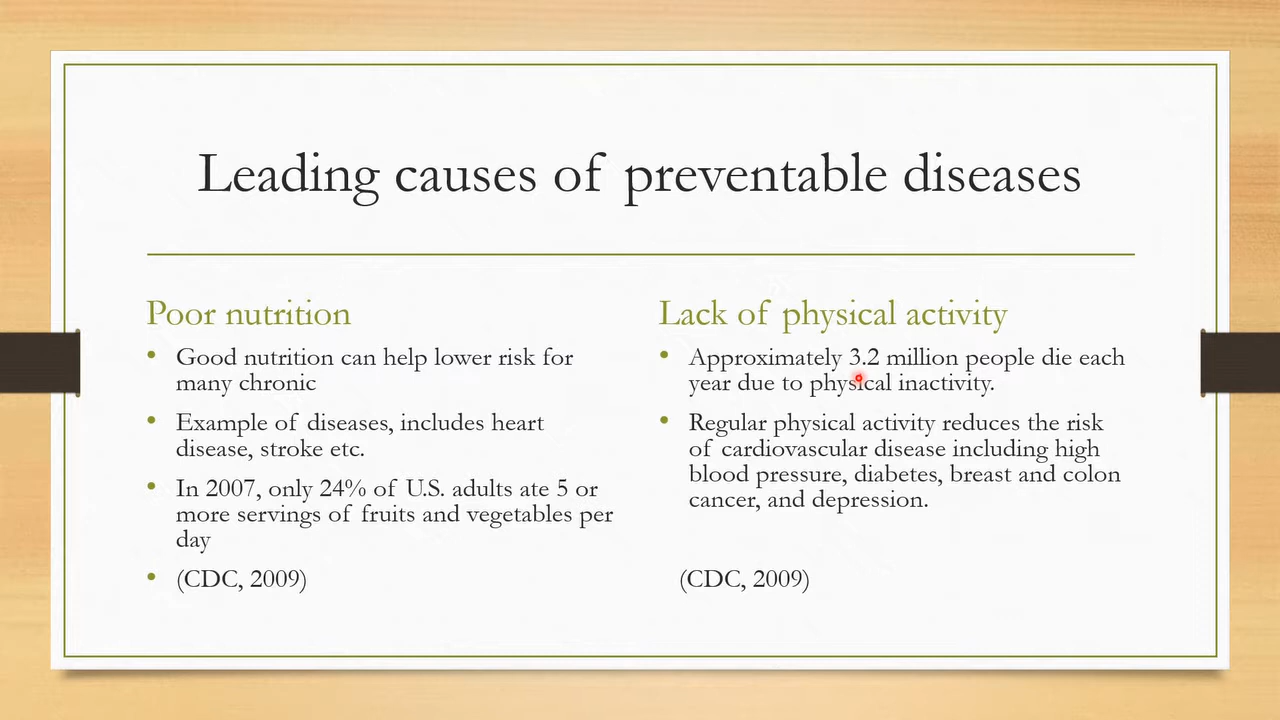 Leading causes of preventable diseases
Poor nutrition
• Good nutrition can help lower risk for
many chronic
• Example of diseases, includes heart
disease, stroke etc.
• In 2007, only 24% of U.S. adults ate 5 or
more servings of fruits and vegetables per
day
• (CDC, 2009)
Lack of physical activity
• Approximately 3.2 million people die each
year due to physical inactivity.
• Regular physical activity reduces the risk
of cardiovascular disease including high
blood pressure, diabetes, breast and colon
cancer, and depression.
(CDC, 2009)